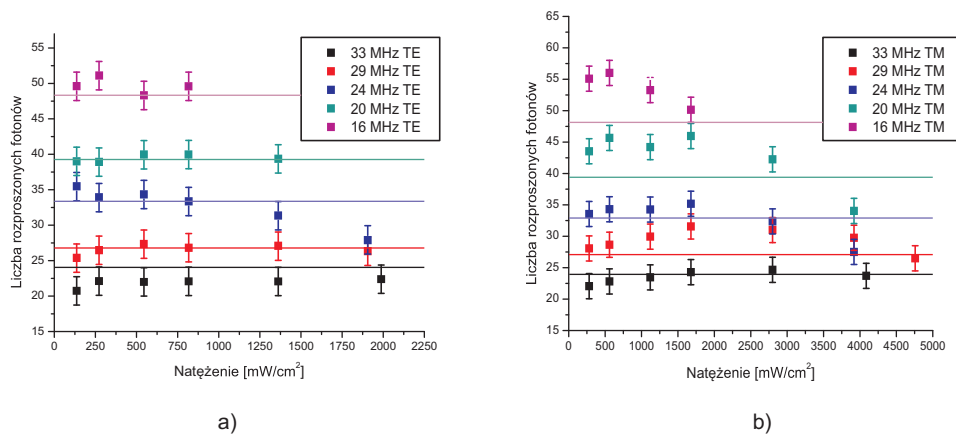 a)
55
50
45
40
35
30
25
20
15
Liczba rozproszonych fotonów
33 MHz TE
29 MHz TE
24 MHz TE
20 MHz TE
16 MHz TE
0 250 500 750 1000 1250 1500 1750 2000 2250
Natężenie [mW/cm²]
a)
b)
65
60
55
50
45
40
35
30
25
20
15
Liczba rozproszonych fotonów
33 MHz TM
29 MHz TM
24 MHz TM
20 MHz TM
16 MHz TM
0 500 1000 1500 2000 2500 3000 3500 4000 4500 5000
Natężenie [mW/cm²]
b)